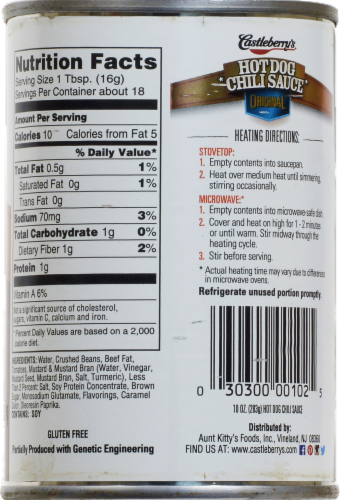 Nutrition Facts
Serving Size 1 Tbsp. (16g)
Servings Per Container about 18
Amount Per Serving
Calories 10 Calories from Fat 5
% Daily Value*
Total Fat 0.5g 1%
Saturated Fat 0g 1%
Trans Fat 0g
Sodium 70mg 3%
Total Carbohydrate 1g 0%
Dietary Fiber 1g 2%
Protein 1g
Vitamin A 6%
Not a significant source of cholesterol,
sugars, vitamin C, calcium and iron.
*Percent Daily Values are based on a 2,000
calorie diet.
INGREDIENTS: Water, Crushed Beans, Beef Fat,
Tomatoes, Mustard & Mustard Bran (Water, Vinegar,
Mustard Seed, Mustard Bran, Salt, Turmeric), Less
Than 2 Percent: Salt, Soy Protein Concentrate, Brown
Sugar, Monosodium Glutamate, Flavorings, Caramel
Color, Oleoresin Paprika.
CONTAINS: SOY
GLUTEN FREE
Partially Produced with Genetic Engineering
Castleberry's
HOT DOG
CHILI SAUCE
ORIGINAL
HEATING DIRECTIONS:
STOVETOP:
1. Empty contents into saucepan.
2. Heat over medium heat until simmering,
stirring occasionally.
MICROWAVE:*
1. Empty contents into microwave-safe dish.
2. Cover and heat on high for 1 - 2 minutes
or until warm. Stir midway through the
heating cycle.
3. Stir before serving.
* Actual heating time may vary due to differences
in microwave ovens.
Refrigerate unused portion promptly.
0 30300 00102 5
10 OZ. (283g) HOT DOG CHILI SAUCE
Distributed by:
Aunt Kitty's Foods, Inc., Vineland, NJ 08360
FIND US AT: www.castleberrys.com